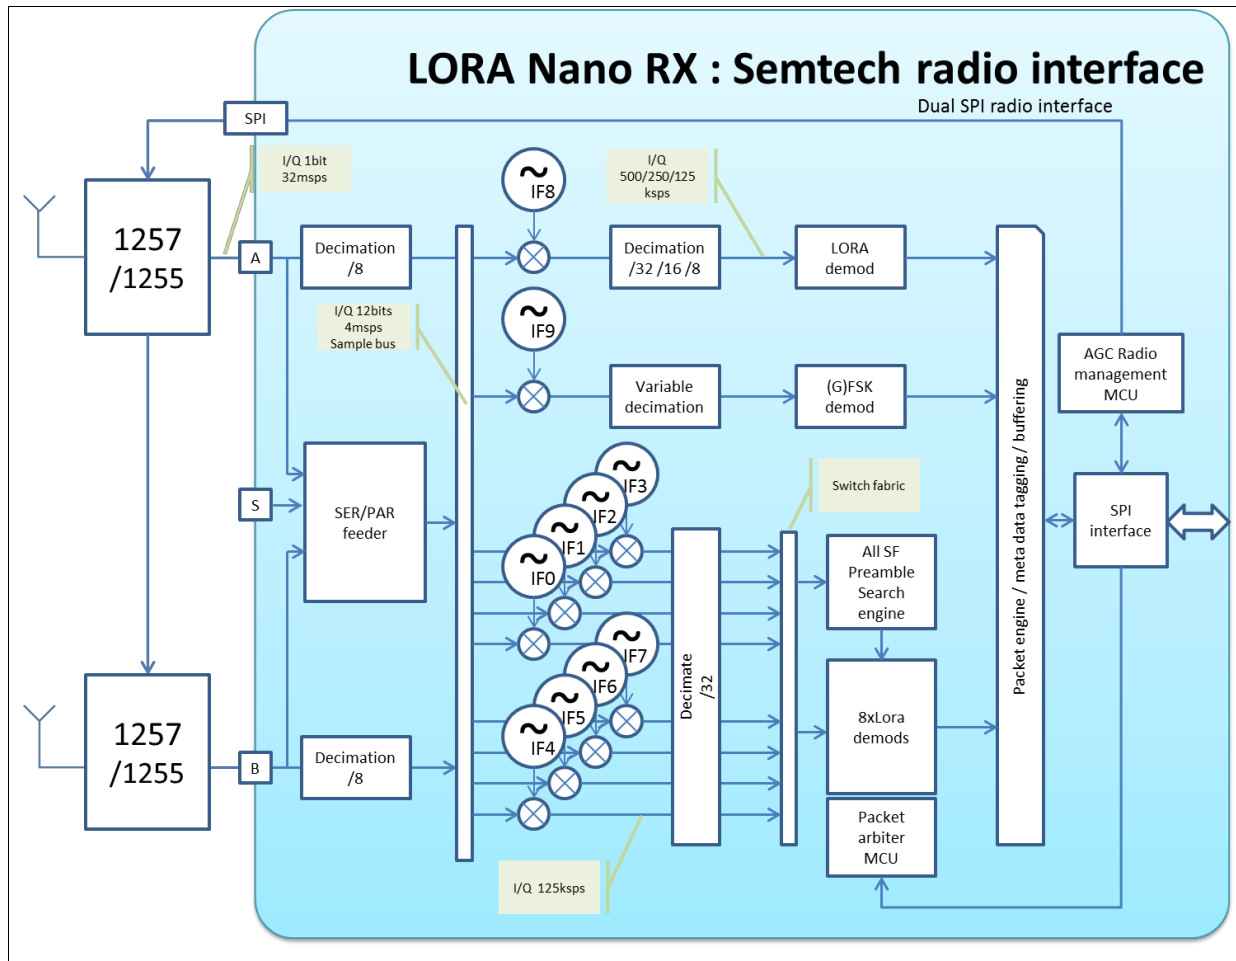 LORA Nano RX : Semtech radio interface
Dual SPI radio interface
SPI
I/Q 1bit
32msps
IF8
I/Q
500/250/125
ksps
1257
/1255
A
Decimation
/8
Decimation
/32 /16 /8
LORA
demod
I/Q 12bits
4msps
Sample bus
IF9
Variable
decimation
(G)FSK
demod
AGC Radio
management
MCU
Packet engine / meta data tagging / buffering
S
SER/PAR
feeder
IF3
IF2
IF1
IF0
Switch fabric
SPI
interface
All SF
Preamble
Search
engine
Decimate
/32
IF7
IF6
IF5
IF4
8xLora
demods
1257
/1255
B
Decimation
/8
Packet
arbiter
MCU
I/Q 125ksps